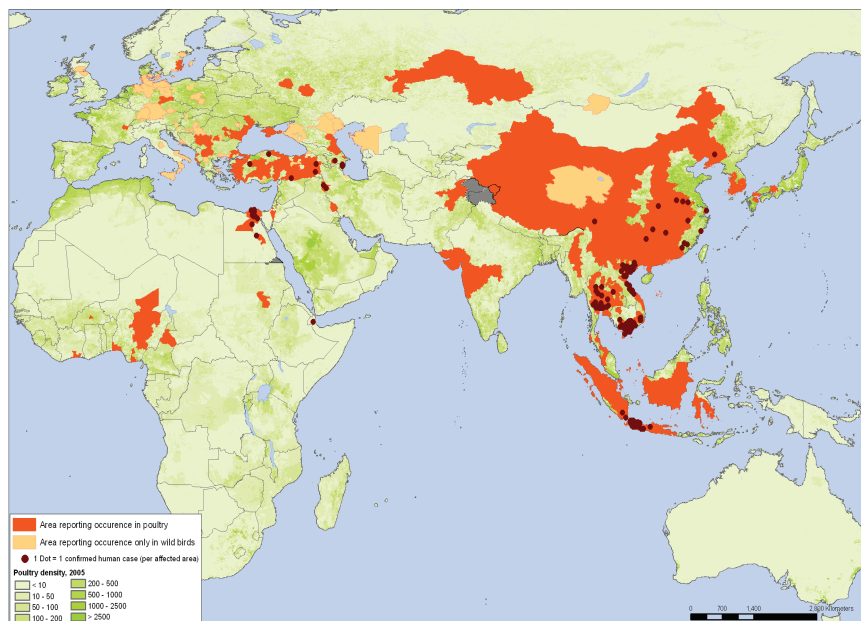 Area reporting occurence in poultry
Area reporting occurence only in wild birds
1 Dot = 1 confirmed human case (per affected area)
Poultry density, 2005
< 10
10 - 50
50 - 100
100 - 200
200 - 500
500 - 1000
1000 - 2500
> 2500
0 700 1,400 2,800 Kilometers